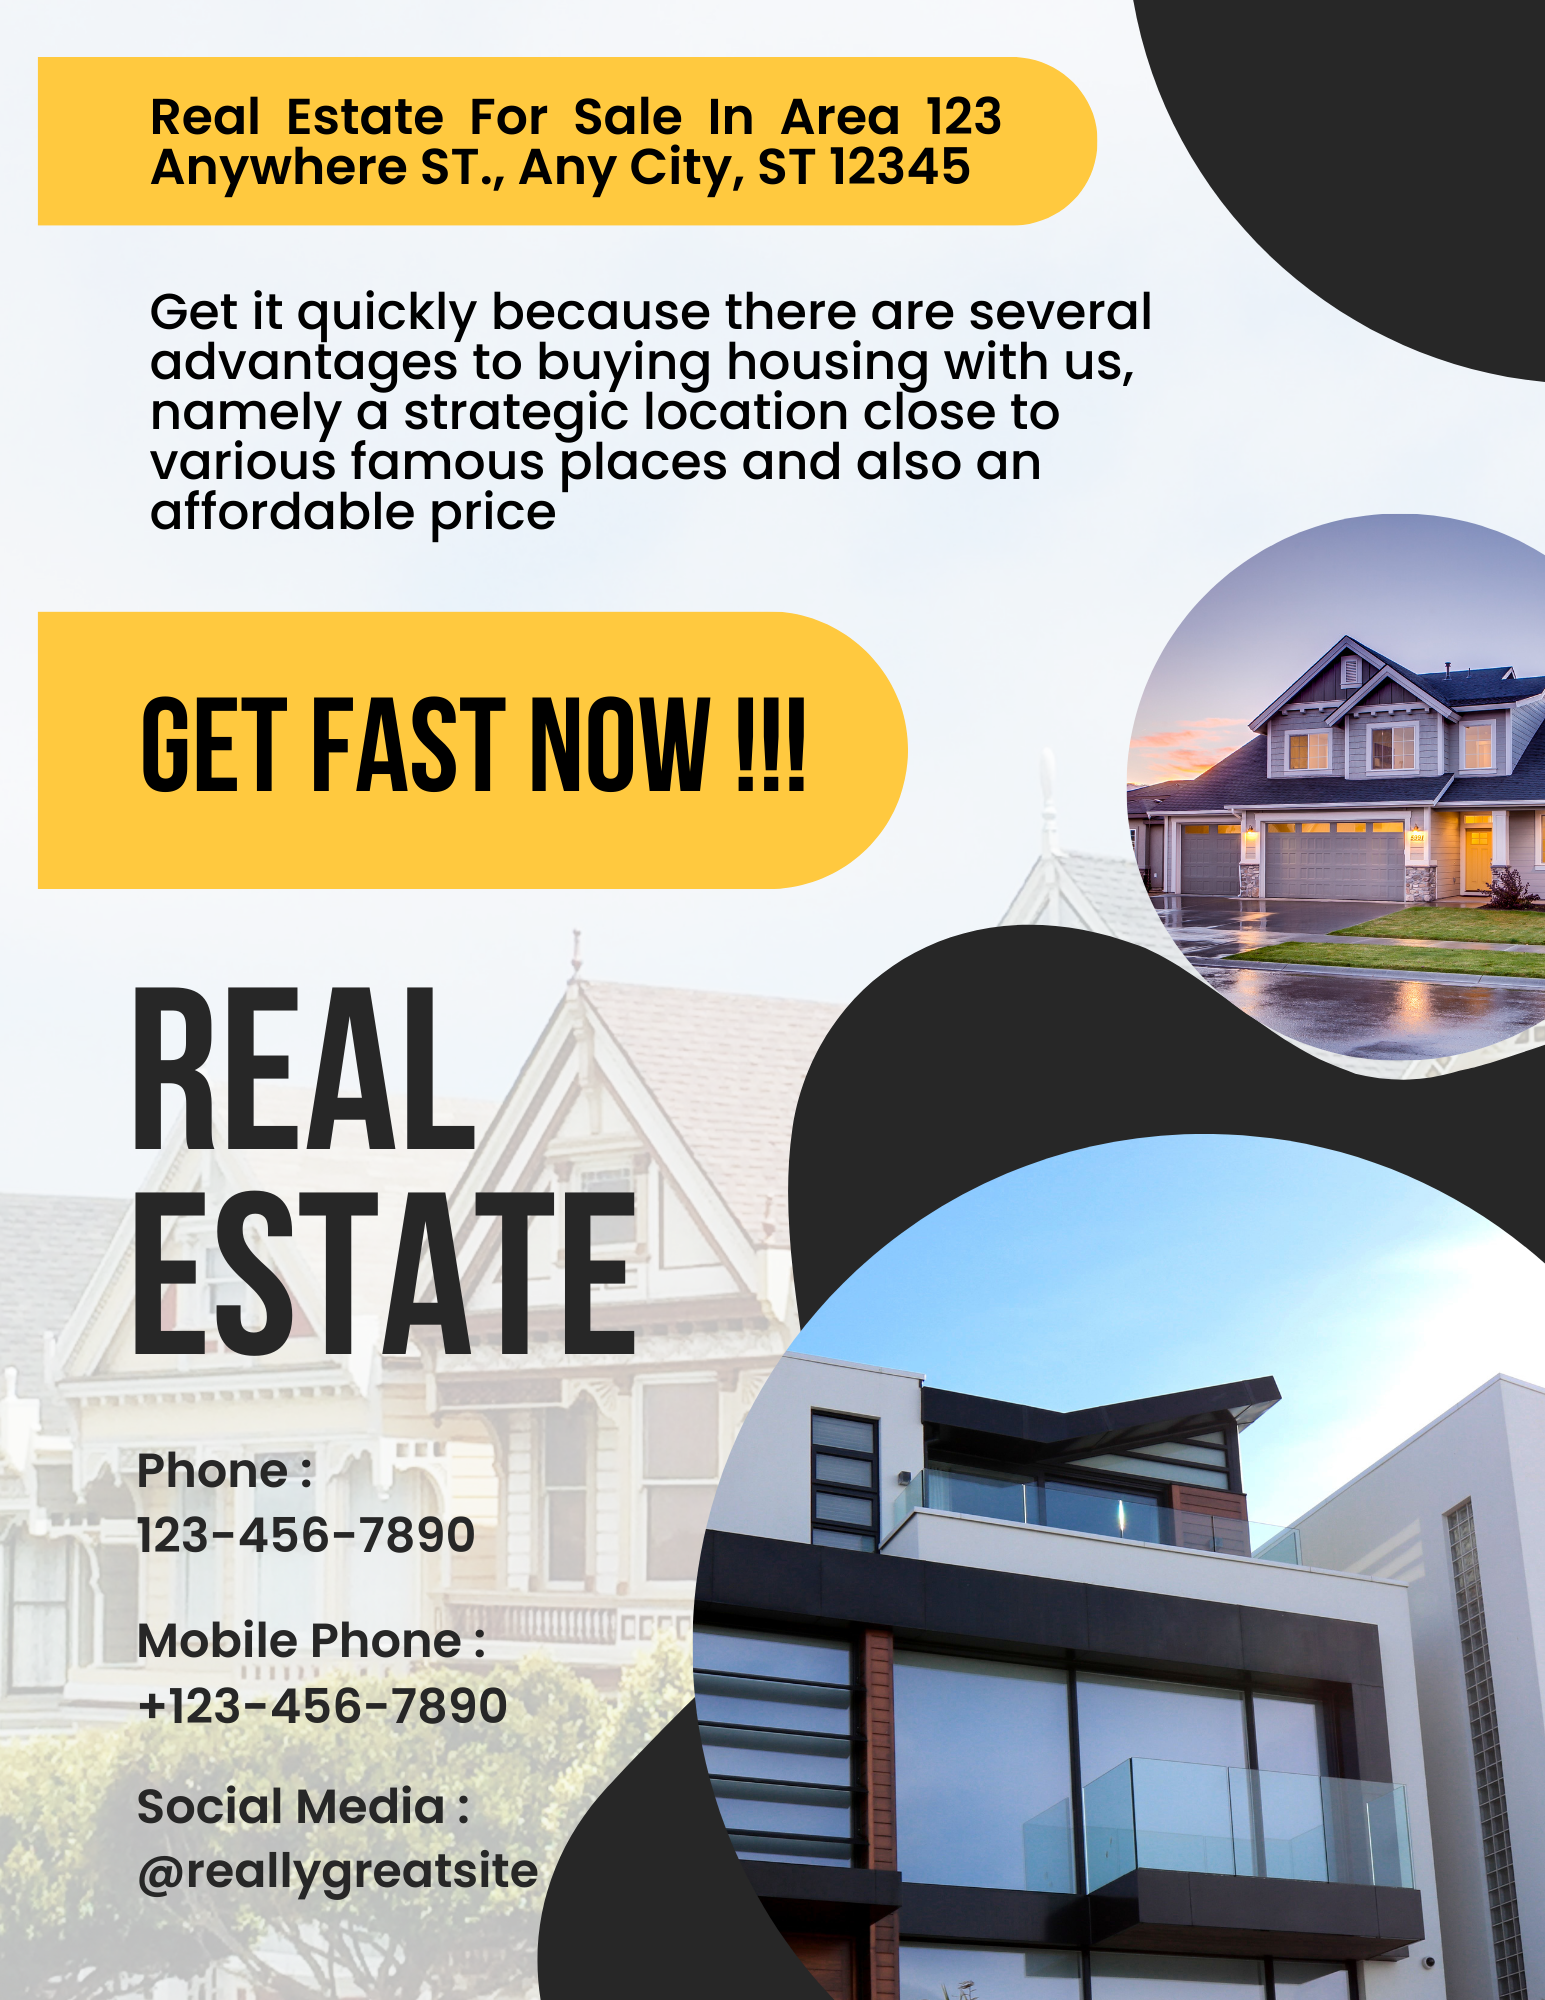 Real Estate For Sale In Area 123
Anywhere ST., Any City, ST 12345
Get it quickly because there are several
advantages to buying housing with us,
namely a strategic location close to
various famous places and also an
affordable price
GET FAST NOW !!!
REAL
ESTATE
Phone :
123-456-7890
Mobile Phone :
+123-456-7890
Social Media :
@reallygreatsite